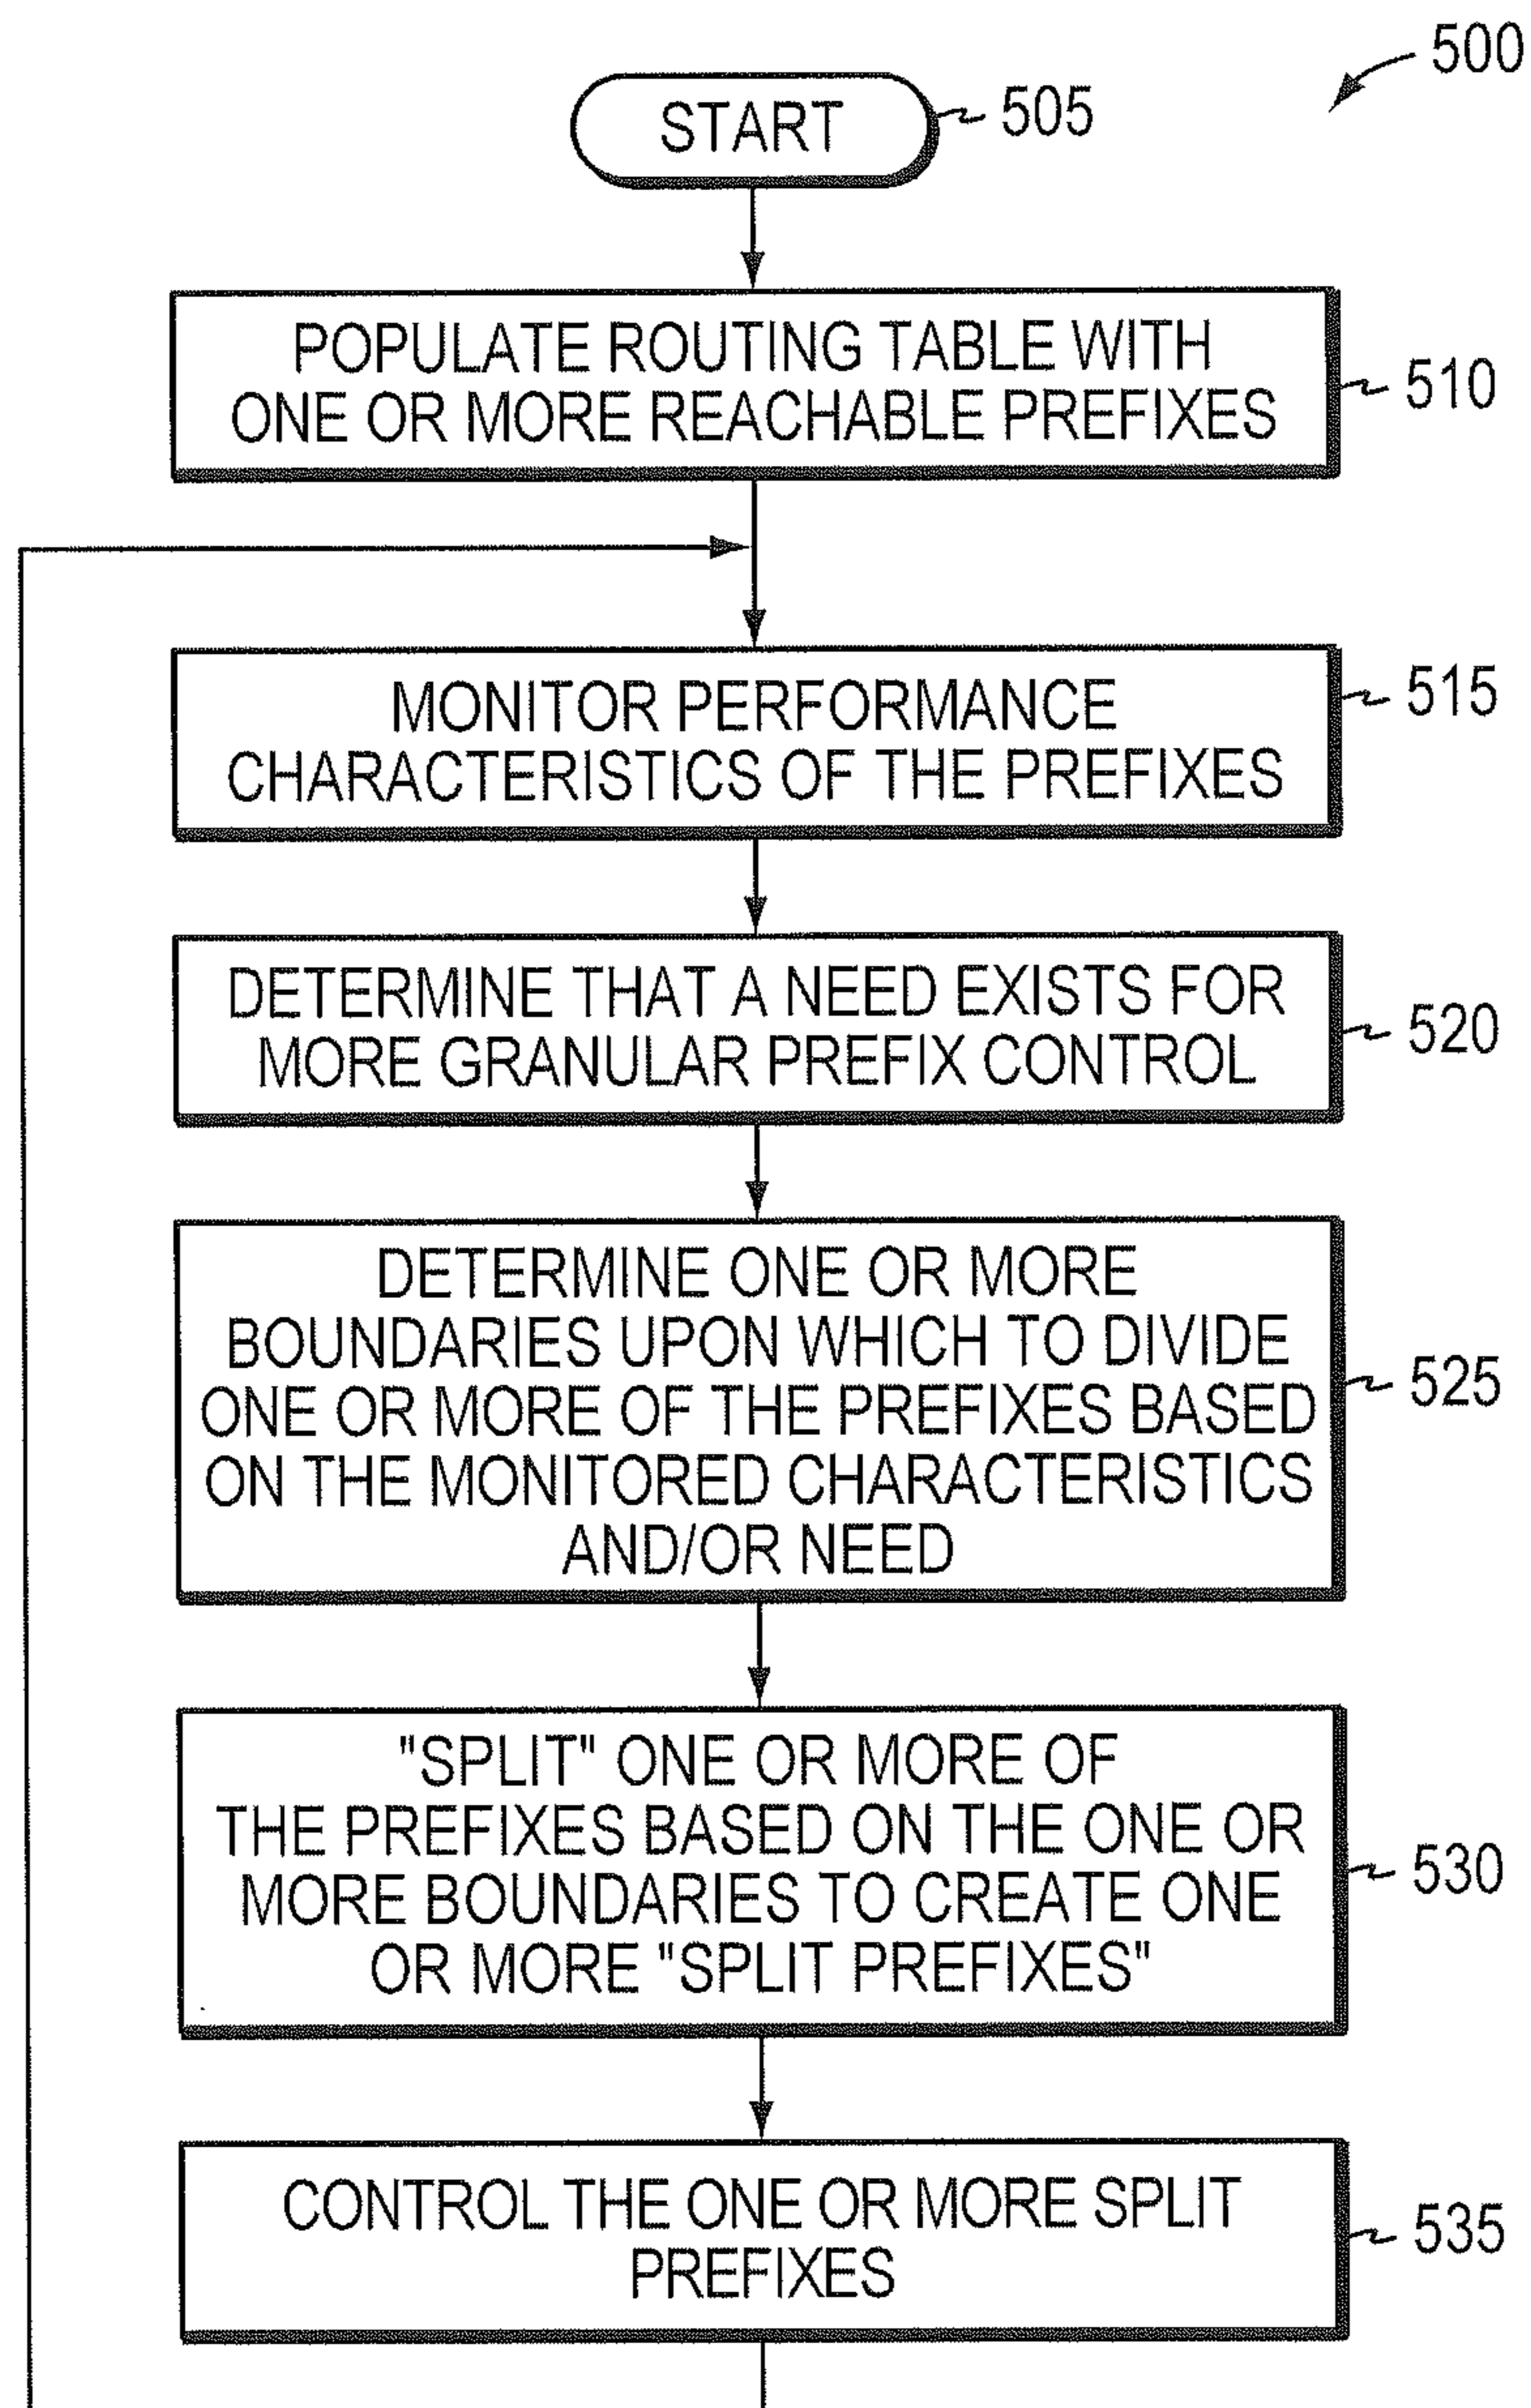 500
START
505
POPULATE ROUTING TABLE WITH
ONE OR MORE REACHABLE PREFIXES
510
MONITOR PERFORMANCE
CHARACTERISTICS OF THE PREFIXES
515
DETERMINE THAT A NEED EXISTS FOR
MORE GRANULAR PREFIX CONTROL
520
DETERMINE ONE OR MORE
BOUNDARIES UPON WHICH TO DIVIDE
ONE OR MORE OF THE PREFIXES BASED
ON THE MONITORED CHARACTERISTICS
AND/OR NEED
525
"SPLIT" ONE OR MORE OF
THE PREFIXES BASED ON THE ONE OR
MORE BOUNDARIES TO CREATE ONE
OR MORE "SPLIT PREFIXES"
530
CONTROL THE ONE OR MORE SPLIT
PREFIXES
535